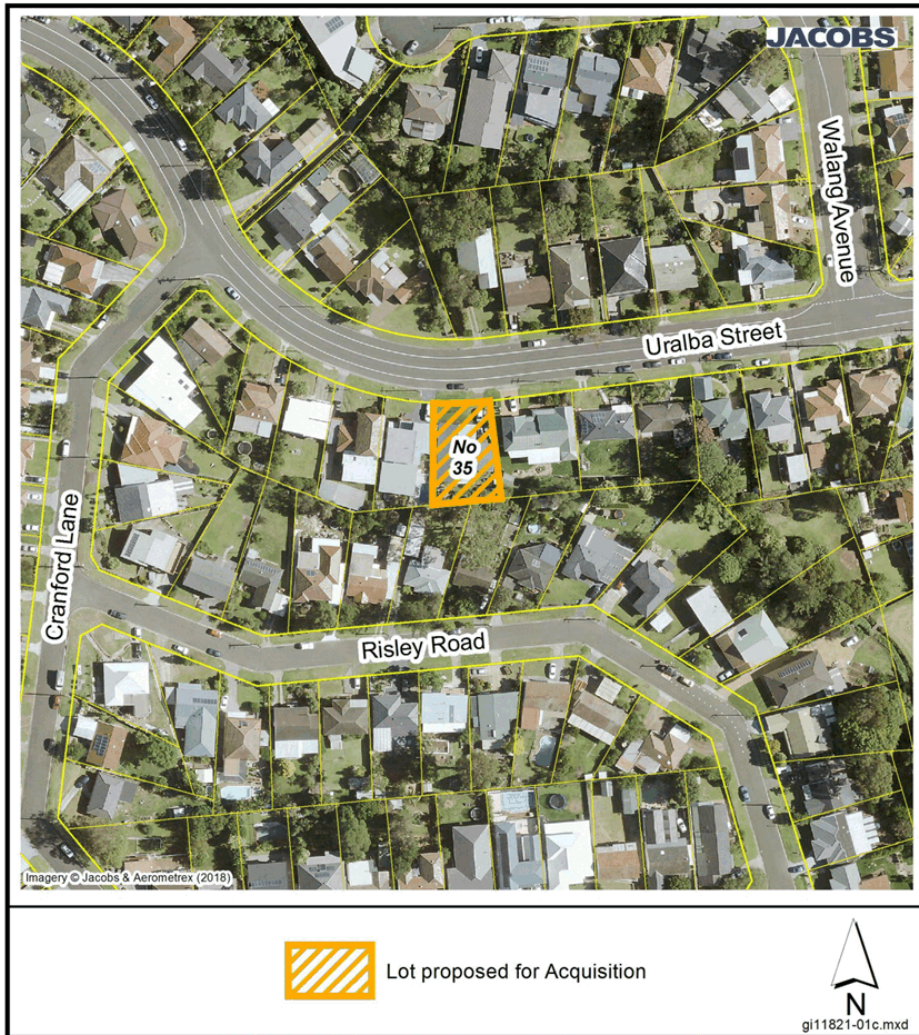 JACOBS
Walang Avenue
Uralba Street
No
35
Cranford Lane
Risley Road
Imagery © Jacobs & Aerometrex (2018)
Lot proposed for Acquisition
N
gi11821-01c.mxd